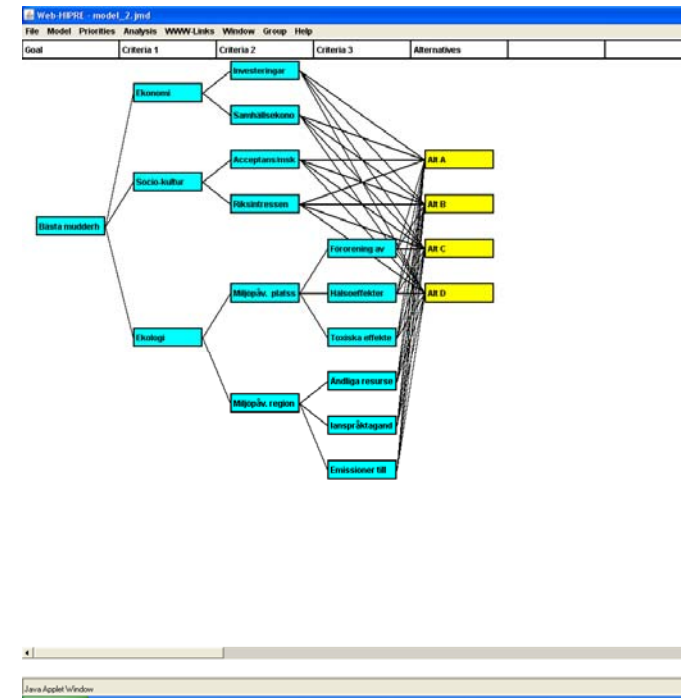 Web-HIPRE - model_2.jmd
File Model Priorities Analysis WWW-Links Window Group Help
Goal Criteria 1 Criteria 2 Criteria 3 Alternatives
Investeringar
Ekonomi
Samhällsekono
Acceptans/nsk
Alt A
Socio-kultur
Riksintressen
Alt B
Bästa mudderh
Förorening av
Alt C
Miljöpåv. platss
Hälsoeffekter
Alt D
Ekologi
Toxiska effekte
Ändliga resurse
Miljöpåv. region
Ianspråktagand
Emissioner till
Java Applet Window